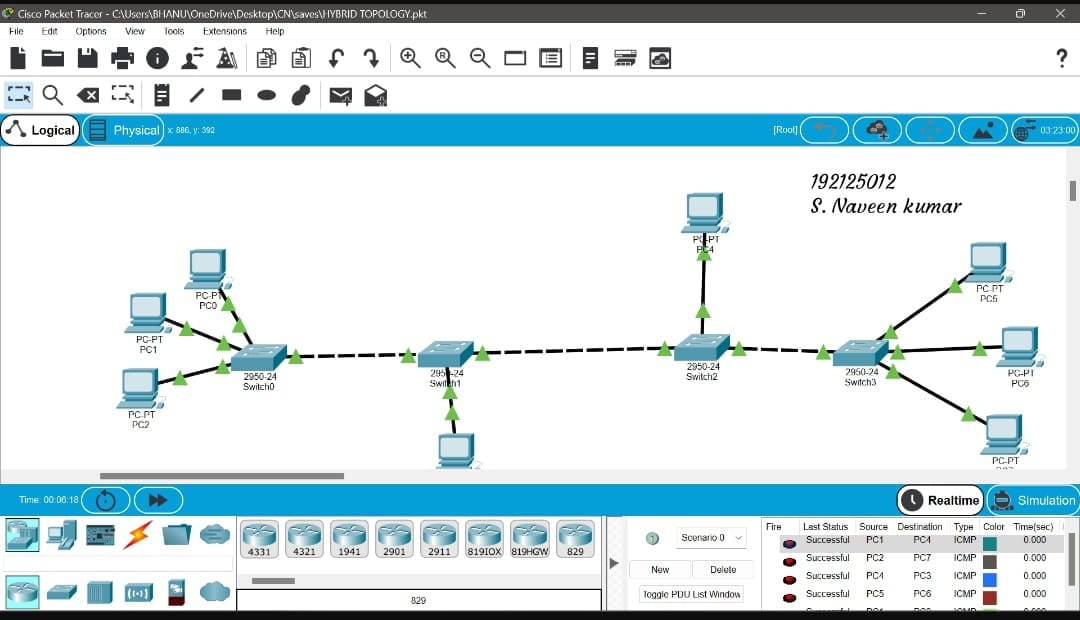 Cisco Packet Tracer - C:\Users\BHANU\OneDrive\Desktop\CN\saves\HYBRID TOPOLOGY.pkt
File Edit Options View Tools Extensions Help
Logical Physical x: 886, y: 392 [Root] 03:23:00
192125012
S. Naveen kumar
PC-PT
PC4
PC-PT
PC0
PC-PT
PC5
PC-PT
PC1
2950-24
Switch0
2950-24
Switch1
2950-24
Switch2
2950-24
Switch3
PC-PT
PC6
PC-PT
PC2
PC-PT
Time: 00:06:18 Realtime Simulation
4331 4321 1941 2901 2911 819IOX 819HGW 829
829
Scenario 0
New Delete
Toggle PDU List Window
Fire Last Status Source Destination Type Color Time(sec)
Successful PC1 PC4 ICMP 0.000
Successful PC2 PC7 ICMP 0.000
Successful PC4 PC3 ICMP 0.000
Successful PC5 PC6 ICMP 0.000